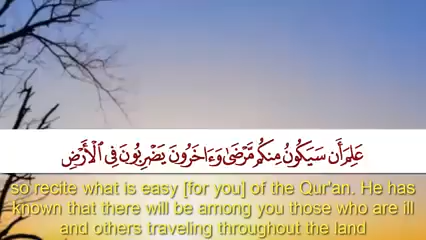 عَلِمَ أَن سَيَكُونُ مِنكُم مَّرْضَىٰ وَءَاخَرُونَ يَضْرِبُونَ فِى ٱلْأَرْضِ
so recite what is easy [for you] of the Qur'an. He has
known that there will be among you those who are ill
and others traveling throughout the land